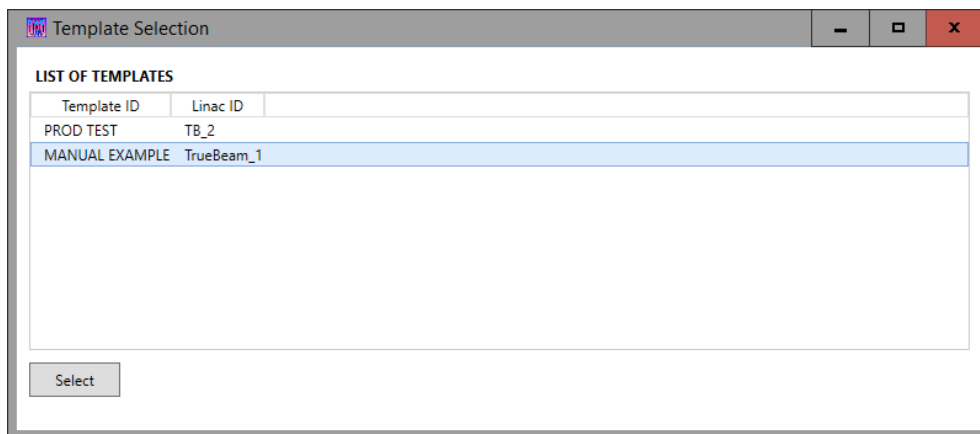 Template Selection
LIST OF TEMPLATES
Template ID Linac ID
PROD TEST TB_2
MANUAL EXAMPLE TrueBeam_1
Select